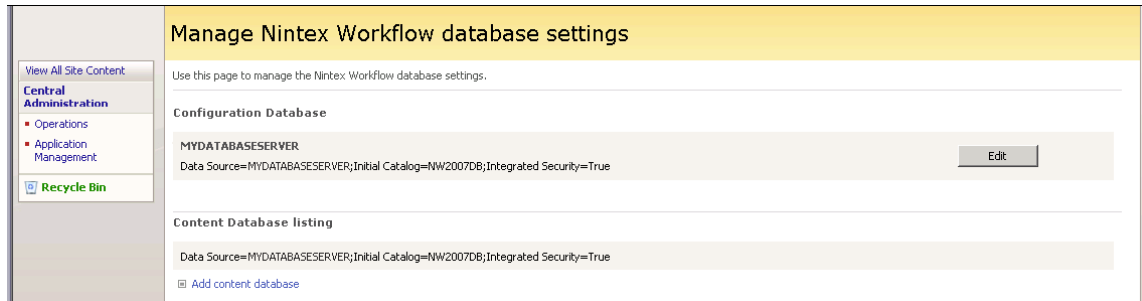 Manage Nintex Workflow database settings
View All Site Content
Central
Administration
Operations
Application
Management
Recycle Bin
Use this page to manage the Nintex Workflow database settings.
Configuration Database
MYDATABASESERVER
Data Source=MYDATABASESERVER;Initial Catalog=NW2007DB;Integrated Security=True
Edit
Content Database listing
Data Source=MYDATABASESERVER;Initial Catalog=NW2007DB;Integrated Security=True
Add content database